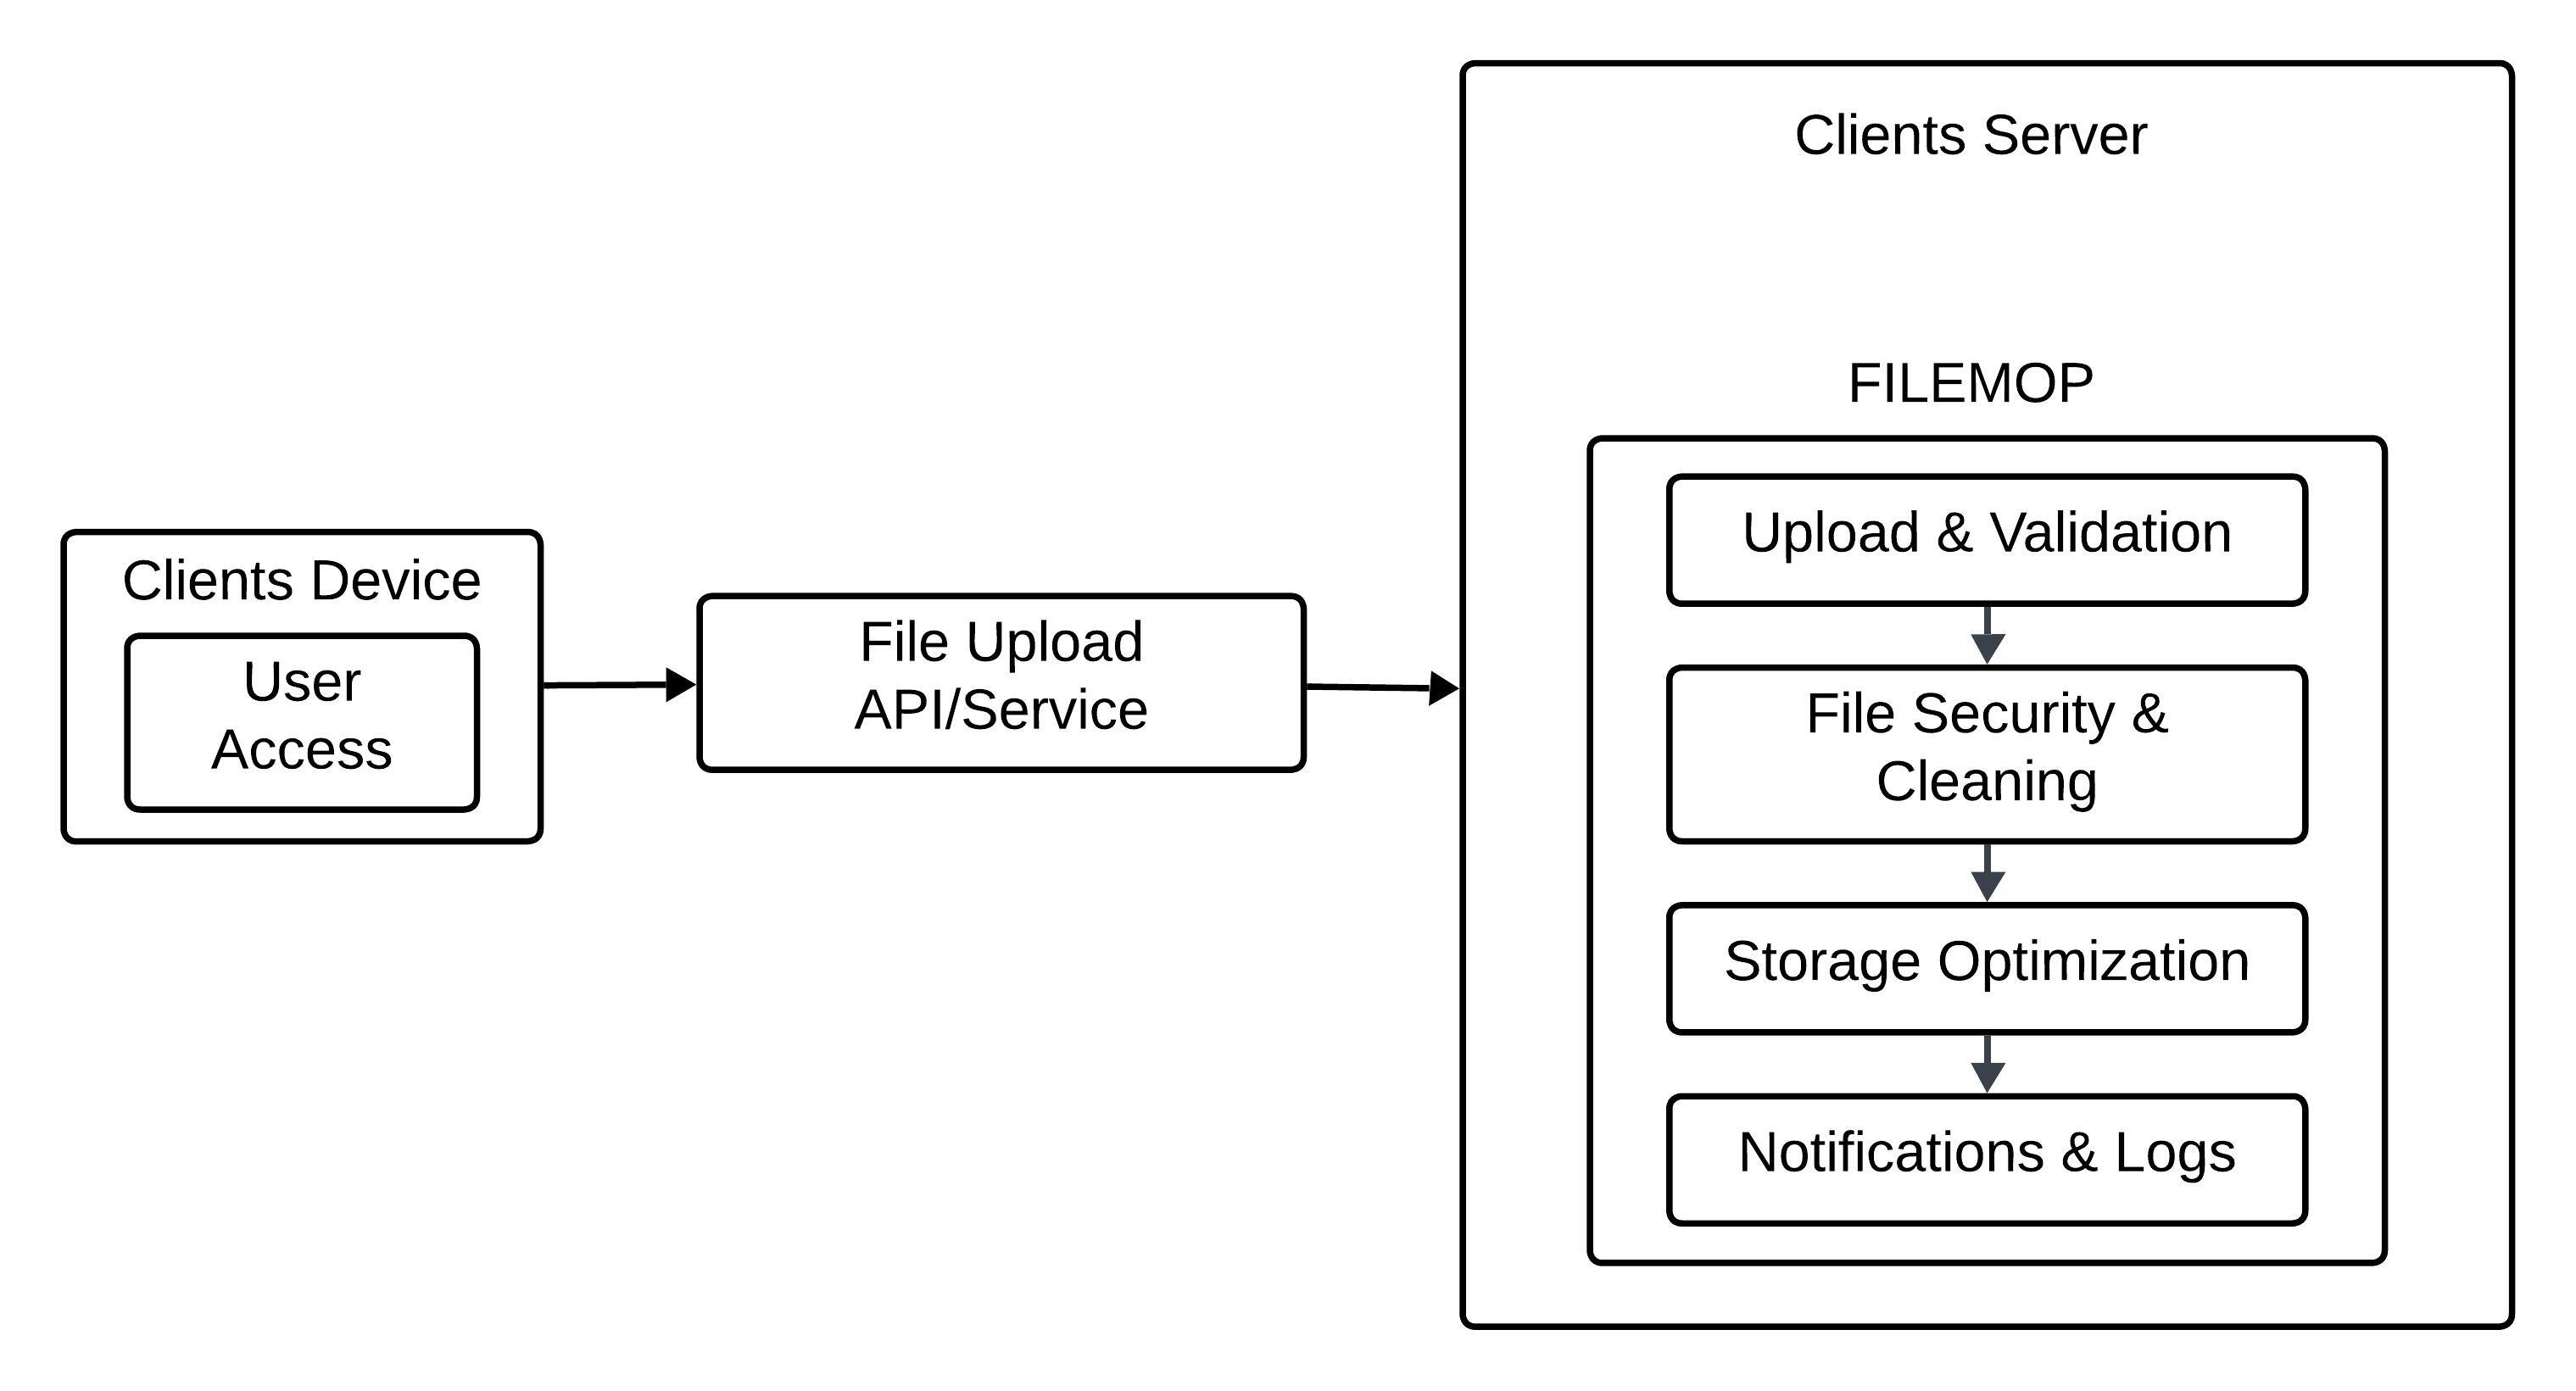 Clients Device
User
Access
File Upload
API/Service
Clients Server
FILEMOP
Upload & Validation
File Security &
Cleaning
Storage Optimization
Notifications & Logs